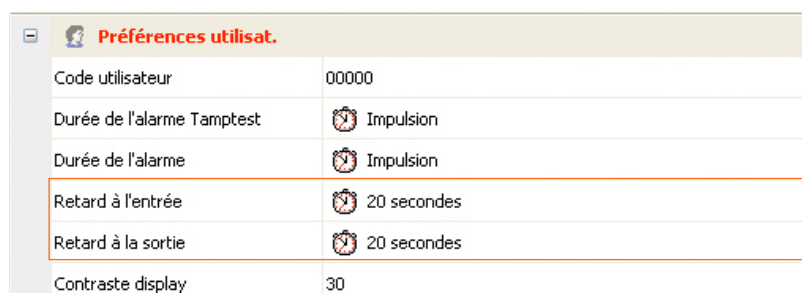 Préférences utilisat.
Code utilisateur 00000
Durée de l'alarme Tamptest Impulsion
Durée de l'alarme Impulsion
Retard à l'entrée 20 secondes
Retard à la sortie 20 secondes
Contraste display 30